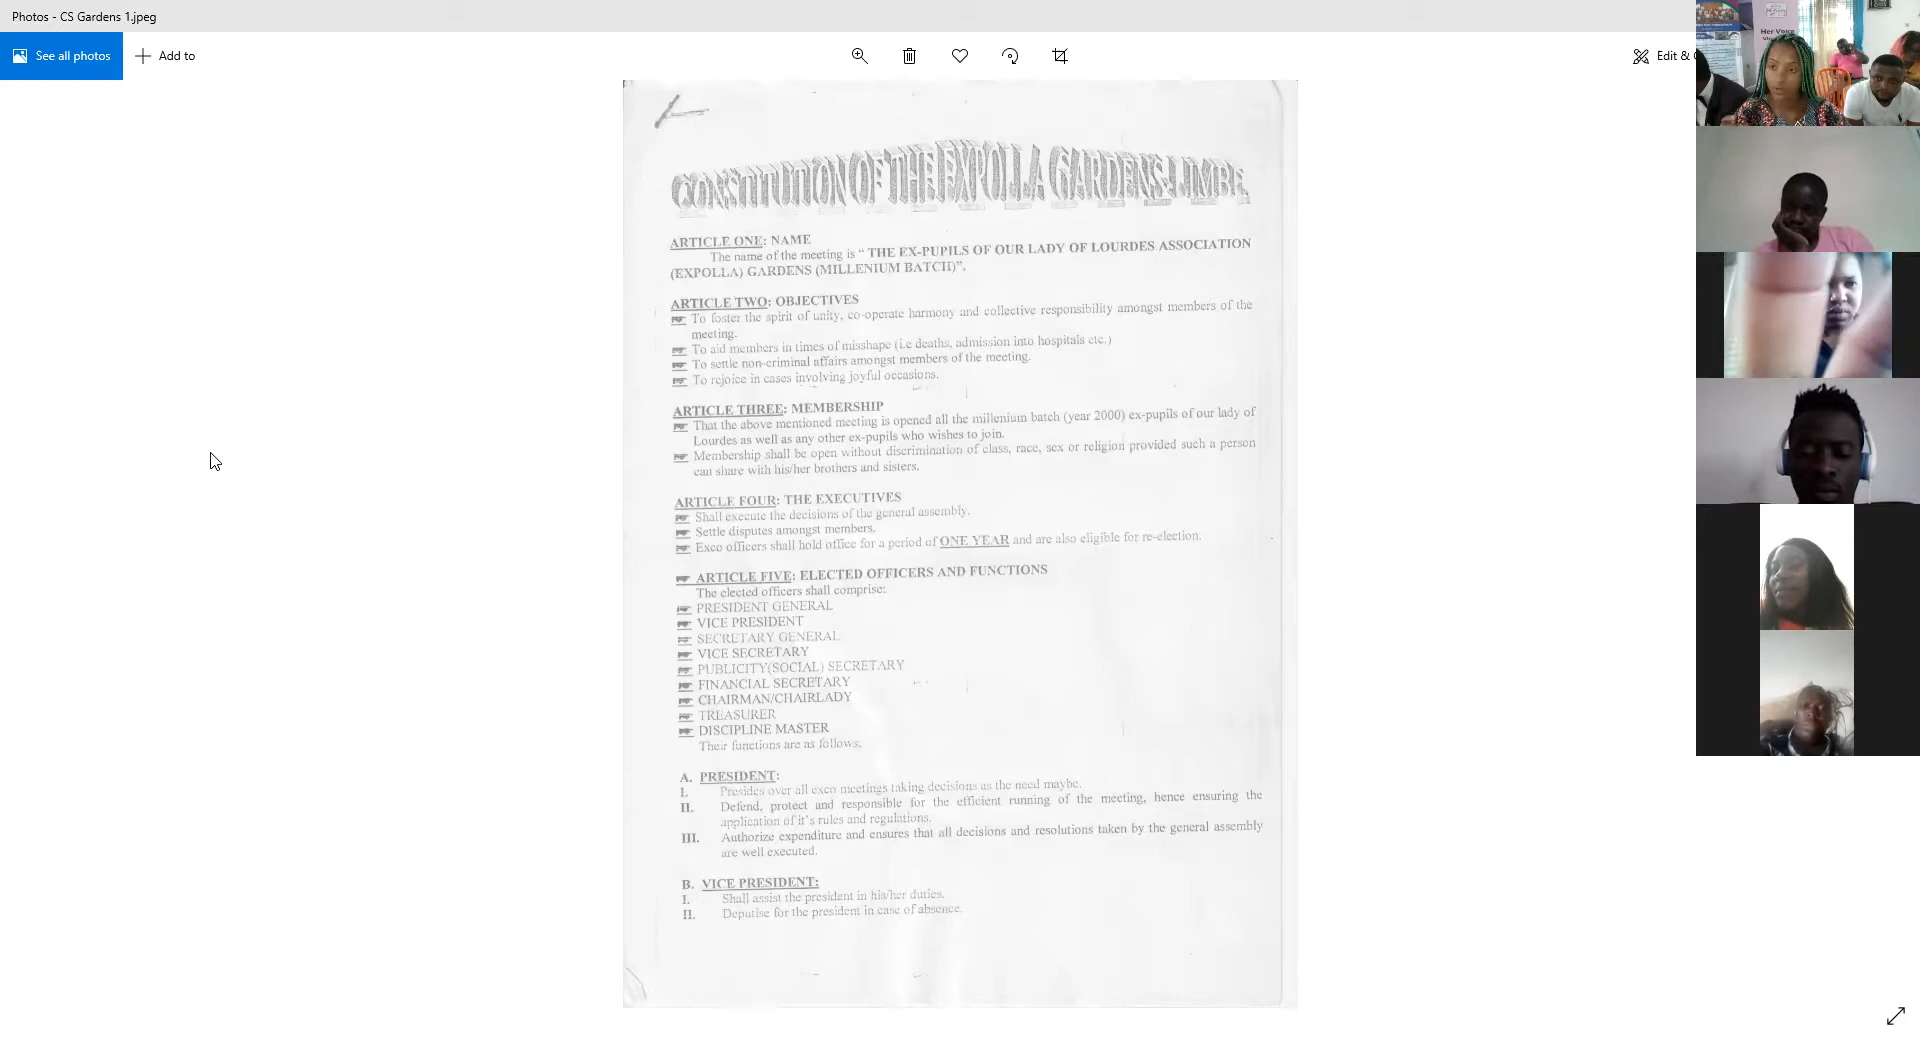 Photos - CS Gardens 1.jpeg
See all photos
Add to
Edit &
Her Voice
CONSTITUTION OF THE EXPOLLA GARDENS-LIMBE.
ARTICLE ONE: NAME
The name of the meeting is “ THE EX-PUPILS OF OUR LADY OF LOURDES ASSOCIATION
(EXPOLLA) GARDENS (MILLENIUM BATCH)”.
ARTICLE TWO: OBJECTIVES
To foster the spirit of unity, co-operate harmony and collective responsibility amongst members of the
meeting.
To aid members in times of misshape (i.e deaths, admission into hospitals etc.)
To settle non-criminal affairs amongst members of the meeting.
To rejoice in cases involving joyful occasions.
ARTICLE THREE: MEMBERSHIP
That the above mentioned meeting is opened all the millenium batch (year 2000) ex-pupils of our lady of
Lourdes as well as any other ex-pupils who wishes to join.
Membership shall be open without discrimination of class, race, sex or religion provided such a person
can share with his/her brothers and sisters.
ARTICLE FOUR: THE EXECUTIVES
Shall execute the decisions of the general assembly.
Settle disputes amongst members.
Exco officers shall hold office for a period of ONE YEAR and are also eligible for re-election.
ARTICLE FIVE: ELECTED OFFICERS AND FUNCTIONS
The elected officers shall comprise:
PRESIDENT GENERAL
VICE PRESIDENT
SECRETARY GENERAL
VICE SECRETARY
PUBLICITY(SOCIAL) SECRETARY
FINANCIAL SECRETARY
CHAIRMAN/CHAIRLADY
TREASURER
DISCIPLINE MASTER
Their functions are as follows;
A. PRESIDENT:
I. Presides over all exco meetings taking decisions as the need maybe.
II. Defend, protect and responsible for the efficient running of the meeting, hence ensuring the
application of it's rules and regulations.
III. Authorize expenditure and ensures that all decisions and resolutions taken by the general assembly
are well executed.
B. VICE PRESIDENT:
I. Shall assist the president in his/her duties.
II. Deputise for the president in case of absence.